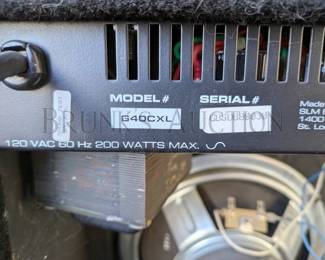 MODEL # SERIAL # Made
G40CXL SLM E
BRUNK'S AUCTION
1400
St. Lo
120 VAC 60 Hz 200 WATTS MAX.